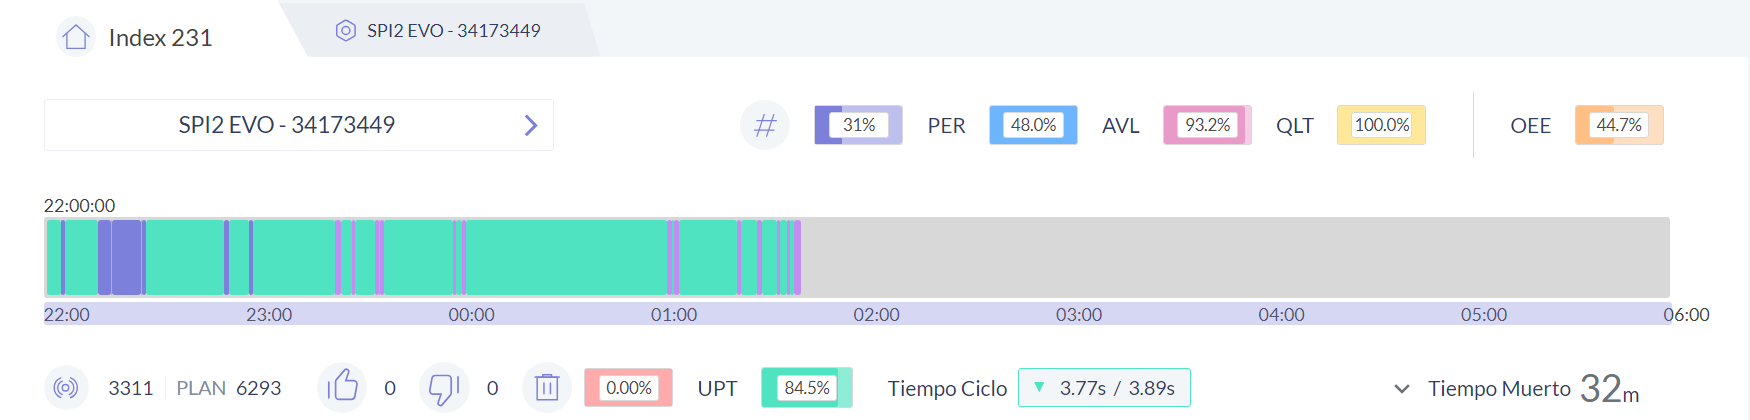 Index 231
SPI2 EVO - 34173449
SPI2 EVO - 34173449
# 31% PER 48.0% AVL 93.2% QLT 100.0% OEE 44.7%
22:00:00
22:00 23:00 00:00 01:00 02:00 03:00 04:00 05:00 06:00
3311 PLAN 6293 0 0 0.00% UPT 84.5% Tiempo Ciclo 3.77s / 3.89s Tiempo Muerto 32m